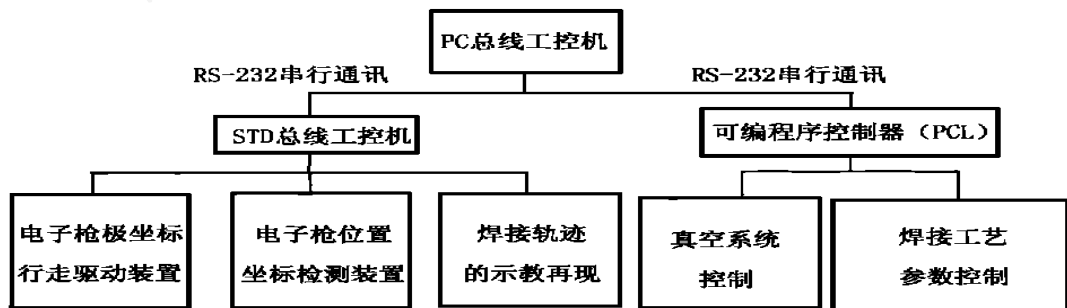 PC总线工控机
RS-232串行通讯
RS-232串行通讯
STD总线工控机
可编程序控制器（PCL）
电子枪极坐标
行走驱动装置
电子枪位置
坐标检测装置
焊接轨迹
的示教再现
真空系统
控制
焊接工艺
参数控制